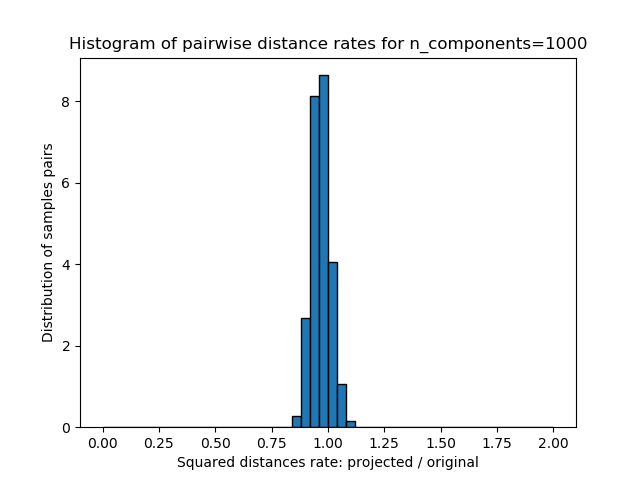 Histogram of pairwise distance rates for n_components=1000
Distribution of samples pairs
8
6
4
2
0
0.00 0.25 0.50 0.75 1.00 1.25 1.50 1.75 2.00
Squared distances rate: projected / original